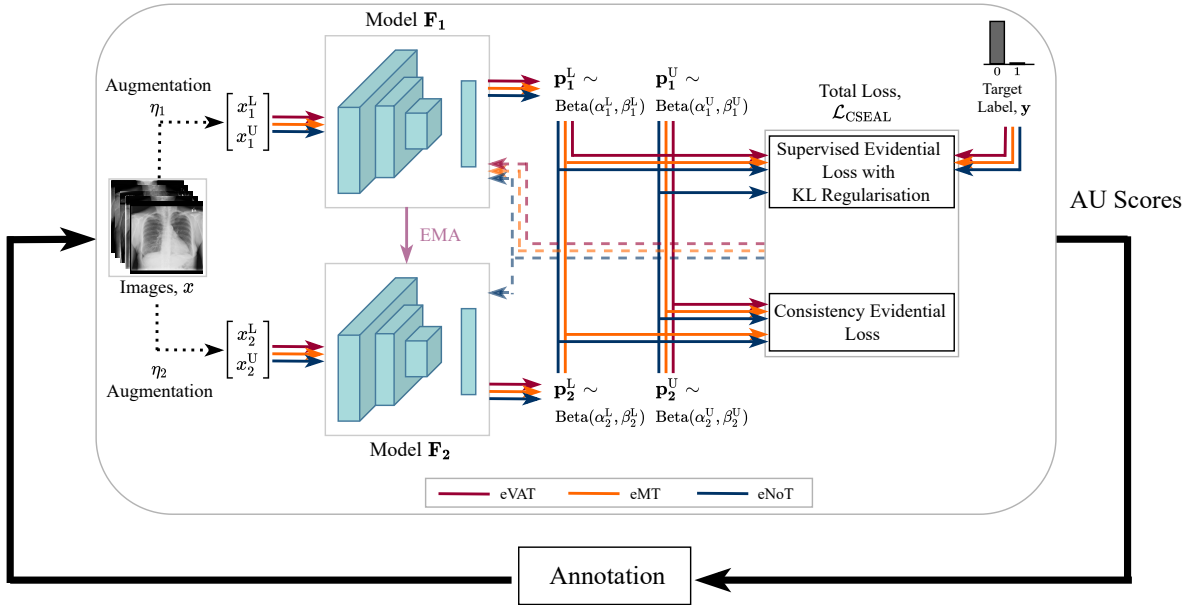 Model F₁
Augmentation
η₁
x₁ᴸ
x₁ᵁ
p₁ᴸ ∼
Beta(α₁ᴸ, β₁ᴸ)
p₁ᵁ ∼
Beta(α₁ᵁ, β₁ᵁ)
0 1
Target
Label, y
Total Loss,
ℒCSEAL
Supervised Evidential
Loss with
KL Regularisation
AU Scores
EMA
Images, x
Consistency Evidential
Loss
x₂ᴸ
x₂ᵁ
η₂
Augmentation
p₂ᴸ ∼
Beta(α₂ᴸ, β₂ᴸ)
p₂ᵁ ∼
Beta(α₂ᵁ, β₂ᵁ)
Model F₂
eVAT eMT eNoT
Annotation